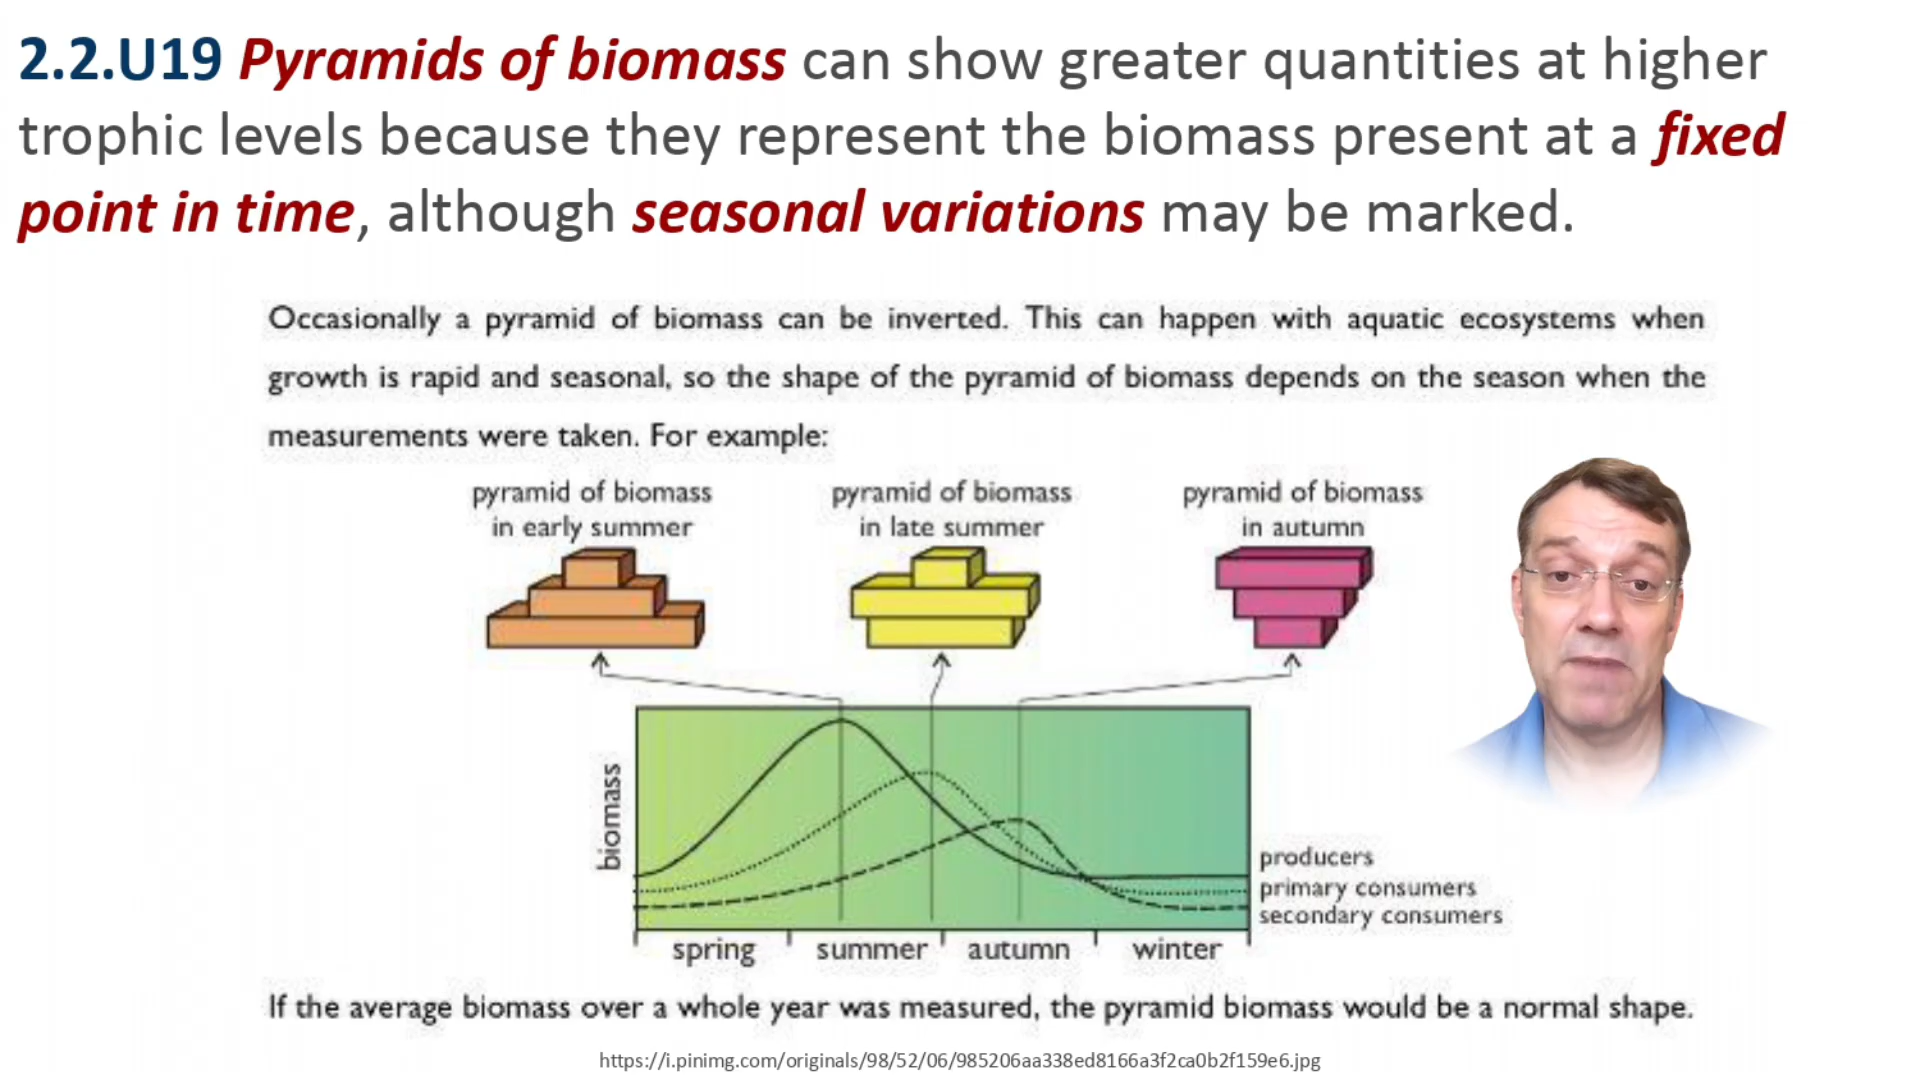 2.2.U19 Pyramids of biomass can show greater quantities at higher
trophic levels because they represent the biomass present at a fixed
point in time, although seasonal variations may be marked.
Occasionally a pyramid of biomass can be inverted. This can happen with aquatic ecosystems when
growth is rapid and seasonal, so the shape of the pyramid of biomass depends on the season when the
measurements were taken. For example:
pyramid of biomass
in early summer
pyramid of biomass
in late summer
pyramid of biomass
in autumn
biomass
producers
primary consumers
secondary consumers
spring
summer
autumn
winter
If the average biomass over a whole year was measured, the pyramid biomass would be a normal shape.
https://i.pinimg.com/originals/98/52/06/985206aa338ed8166a3f2ca0b2f159e6.jpg